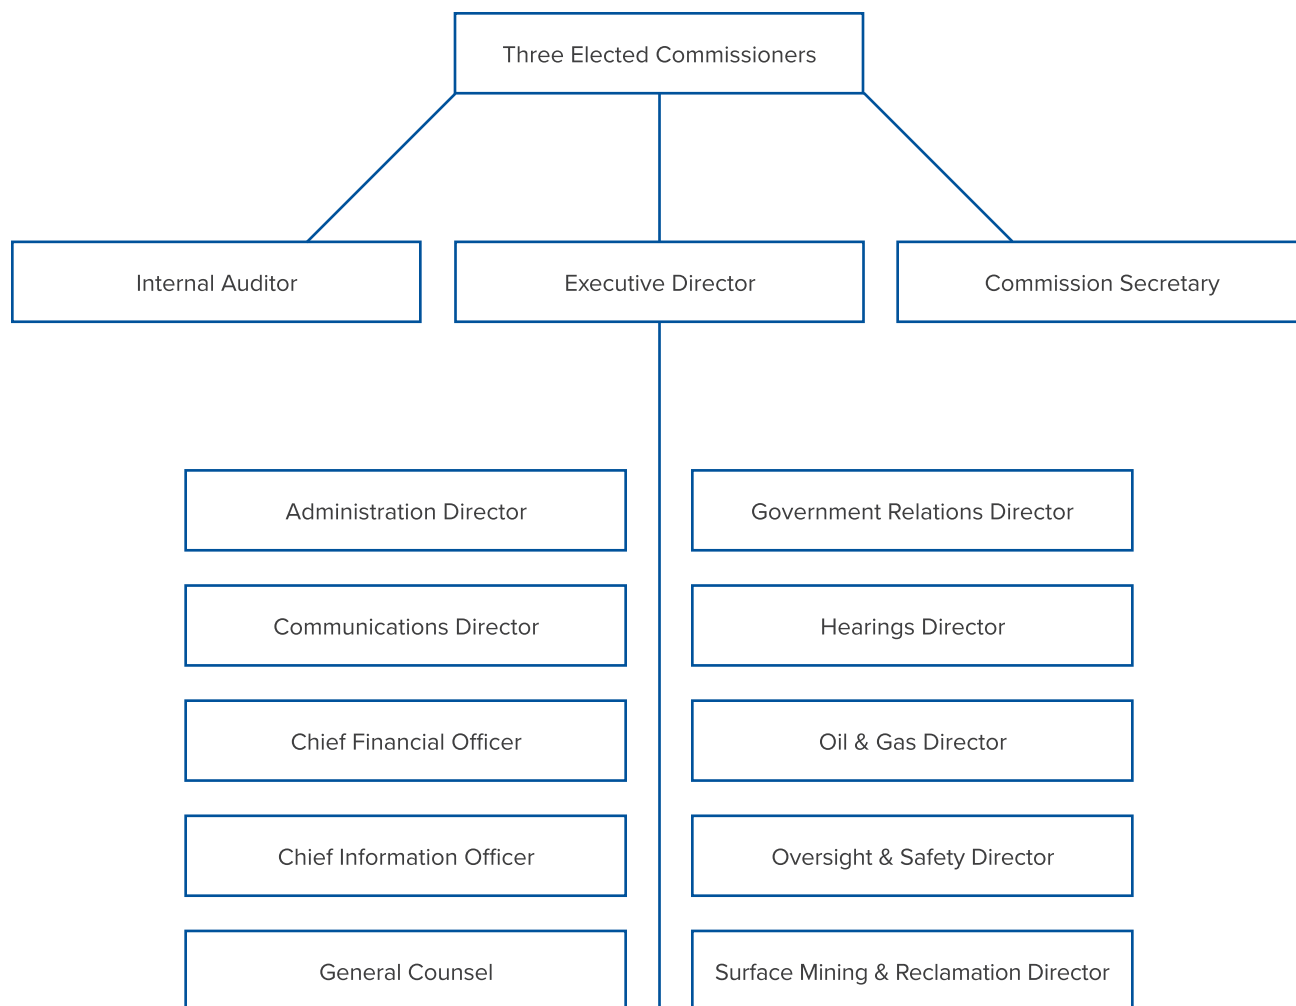 Three Elected Commissioners
Internal Auditor
Executive Director
Commission Secretary
Administration Director
Government Relations Director
Communications Director
Hearings Director
Chief Financial Officer
Oil & Gas Director
Chief Information Officer
Oversight & Safety Director
General Counsel
Surface Mining & Reclamation Director